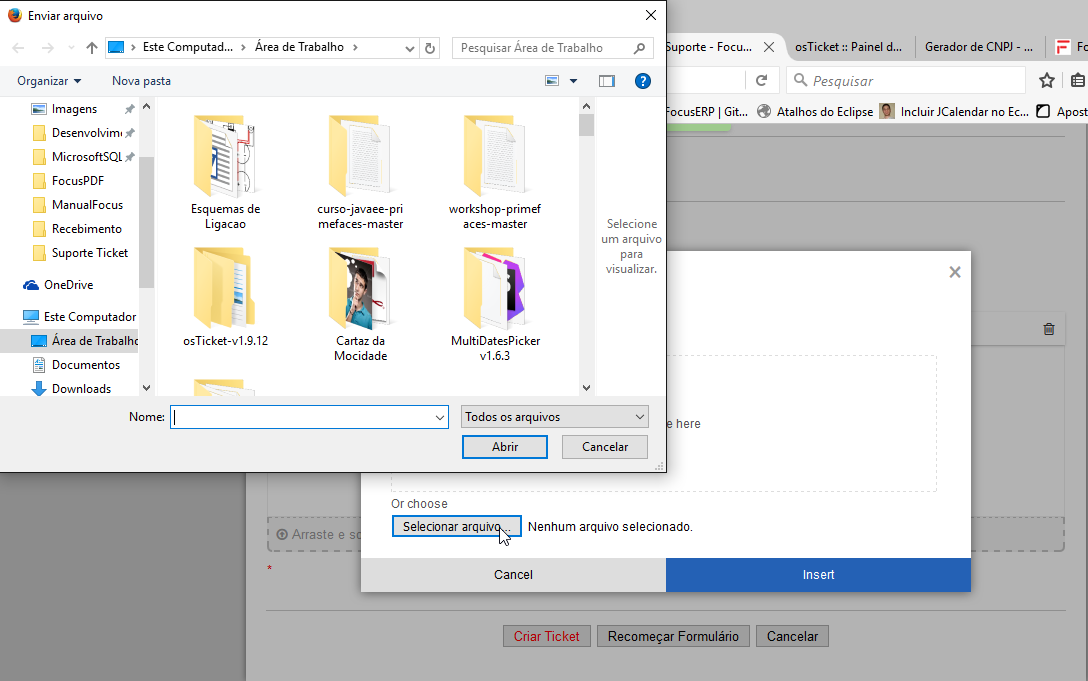 Enviar arquivo
Este Computad... Área de Trabalho
Pesquisar Área de Trabalho
Organizar Nova pasta
Imagens
Desenvolvim
MicrosoftSQL
FocusPDF
ManualFocus
Recebimento
Suporte Ticket
OneDrive
Este Computador
Área de Trabalho
Documentos
Downloads
Esquemas de
Ligacao
curso-javaee-pri
mefaces-master
workshop-primef
aces-master
osTicket-v1.9.12
Cartaz da
Mocidade
MultiDatesPicker
v1.6.3
Selecione
um arquivo
para
visualizar.
Nome:
Todos os arquivos
Abrir Cancelar
Suporte - Focu... osTicket :: Painel d... Gerador de CNPJ - ... Fo
Pesquisar
FocusERP | Git... Atalhos do Eclipse Incluir JCalendar no Ec... Apost
e here
Or choose
Selecionar arquivo... Nenhum arquivo selecionado.
Arraste e so
Cancel Insert
*
Criar Ticket Recomeçar Formulário Cancelar